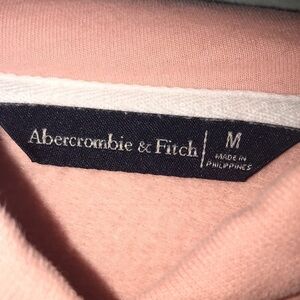 Abercrombie & Fitch
M
MADE IN
PHILIPPINES